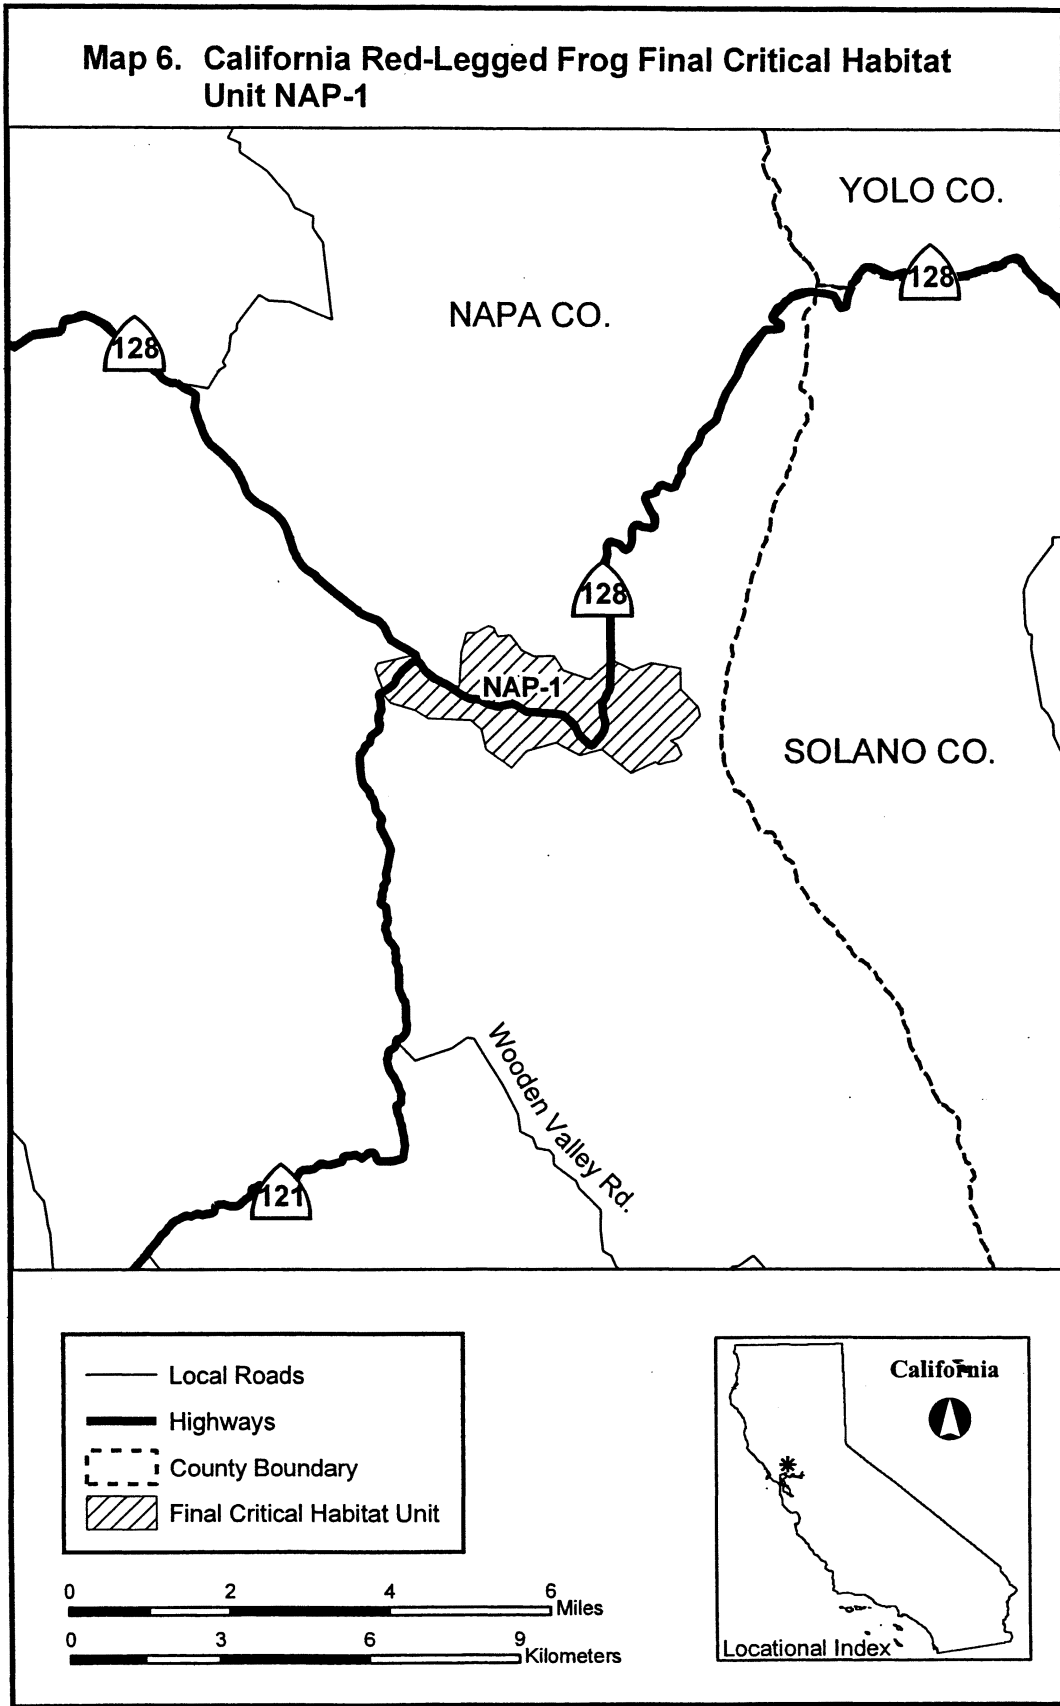 Map 6. California Red-Legged Frog Final Critical Habitat
Unit NAP-1
YOLO CO.
128
NAPA CO.
128
128
NAP-1
SOLANO CO.
Wooden Valley Rd.
121
Local Roads
Highways
County Boundary
Final Critical Habitat Unit
California
0 2 4 6
Miles
0 3 6 9
Kilometers
Locational Index